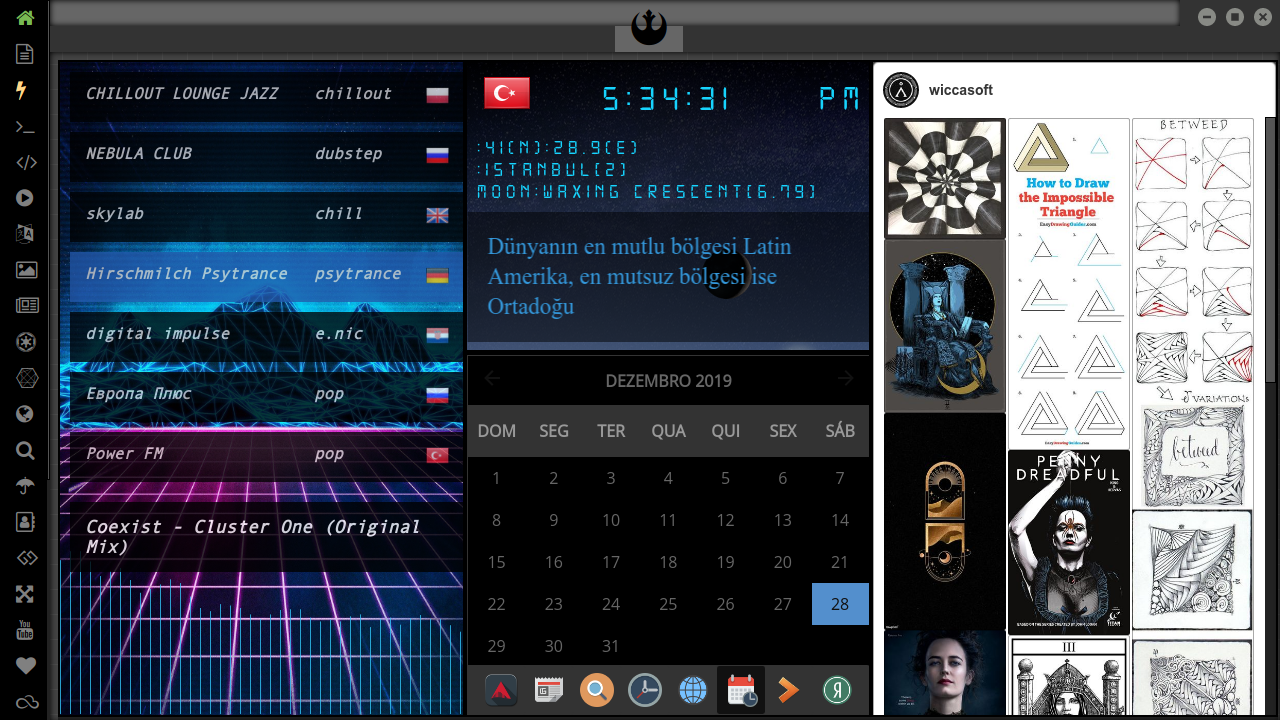 CHILLOUT LOUNGE JAZZ chillout
NEBULA CLUB dubstep
skylab chill
Hirschmilch Psytrance psytrance
digital impulse e.nic
Европа Плюс pop
Power FM pop
Coexist - Cluster One (Original
Mix)
5:34:31 PM
:41(N):28.9(E)
:ISTANBUL(2)
MOON:WAXING CRESCENT(6.79)
Dünyanın en mutlu bölgesi Latin
Amerika, en mutsuz bölgesi ise
Ortadoğu
DEZEMBRO 2019
DOM SEG TER QUA QUI SEX SÁB
1 2 3 4 5 6 7
8 9 10 11 12 13 14
15 16 17 18 19 20 21
22 23 24 25 26 27 28
29 30 31
wiccasoft
How to Draw
the Impossible
Triangle
EasyDrawingGuides.com
PENNY
DREADFUL
BETWEED
VARIATIONS
III
You
Tube